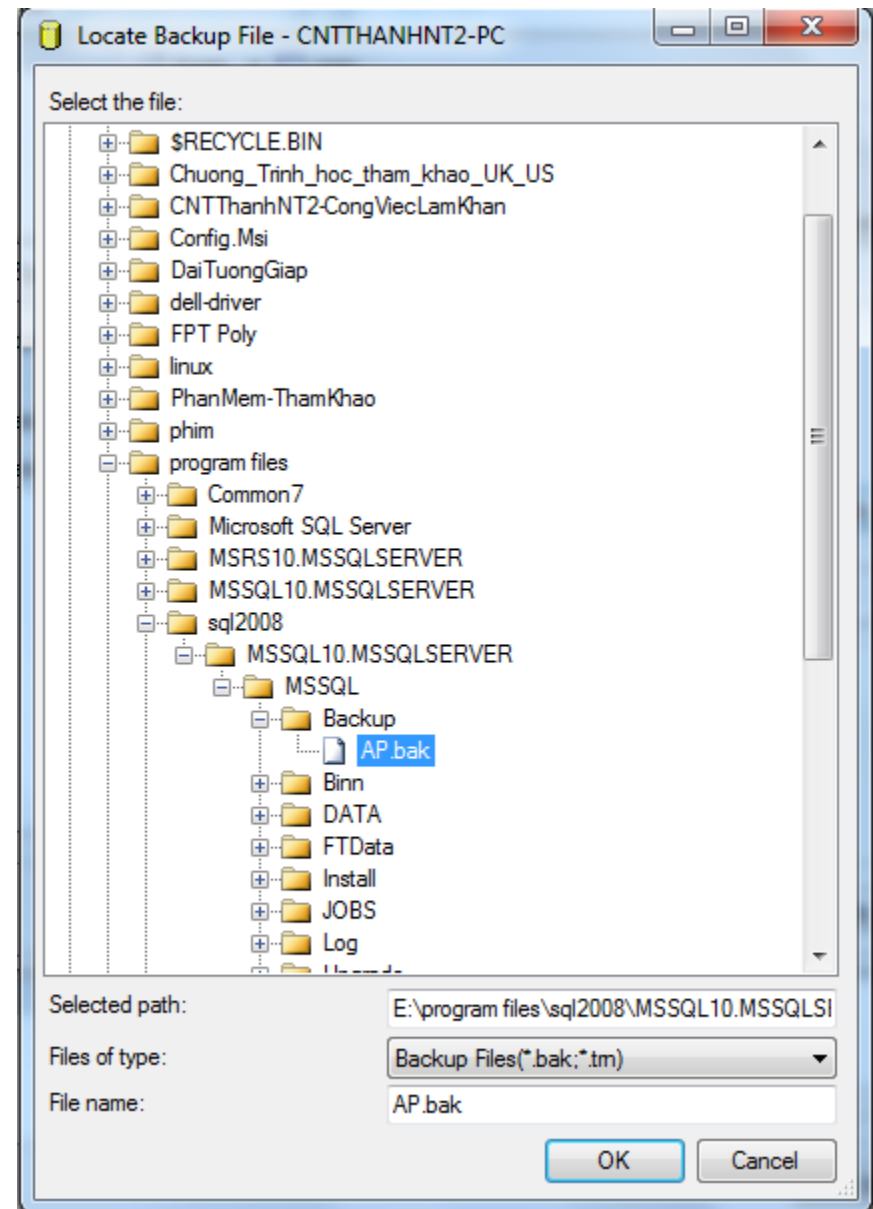 Locate Backup File - CNTTHANHNT2-PC
Select the file:
$RECYCLE.BIN
Chuong_Trinh_hoc_tham_khao_UK_US
CNTThanhNT2-CongViecLamKhan
Config.Msi
DaiTuongGiap
dell-driver
FPT Poly
linux
PhanMem-ThamKhao
phim
program files
Common7
Microsoft SQL Server
MSRS10.MSSQLSERVER
MSSQL10.MSSQLSERVER
sql2008
MSSQL10.MSSQLSERVER
MSSQL
Backup
AP.bak
Binn
DATA
FTData
Install
JOBS
Log
Selected path: E:\program files\sql2008\MSSQL10.MSSQLSE
Files of type: Backup Files(*.bak;*.trn)
File name: AP.bak
OK Cancel